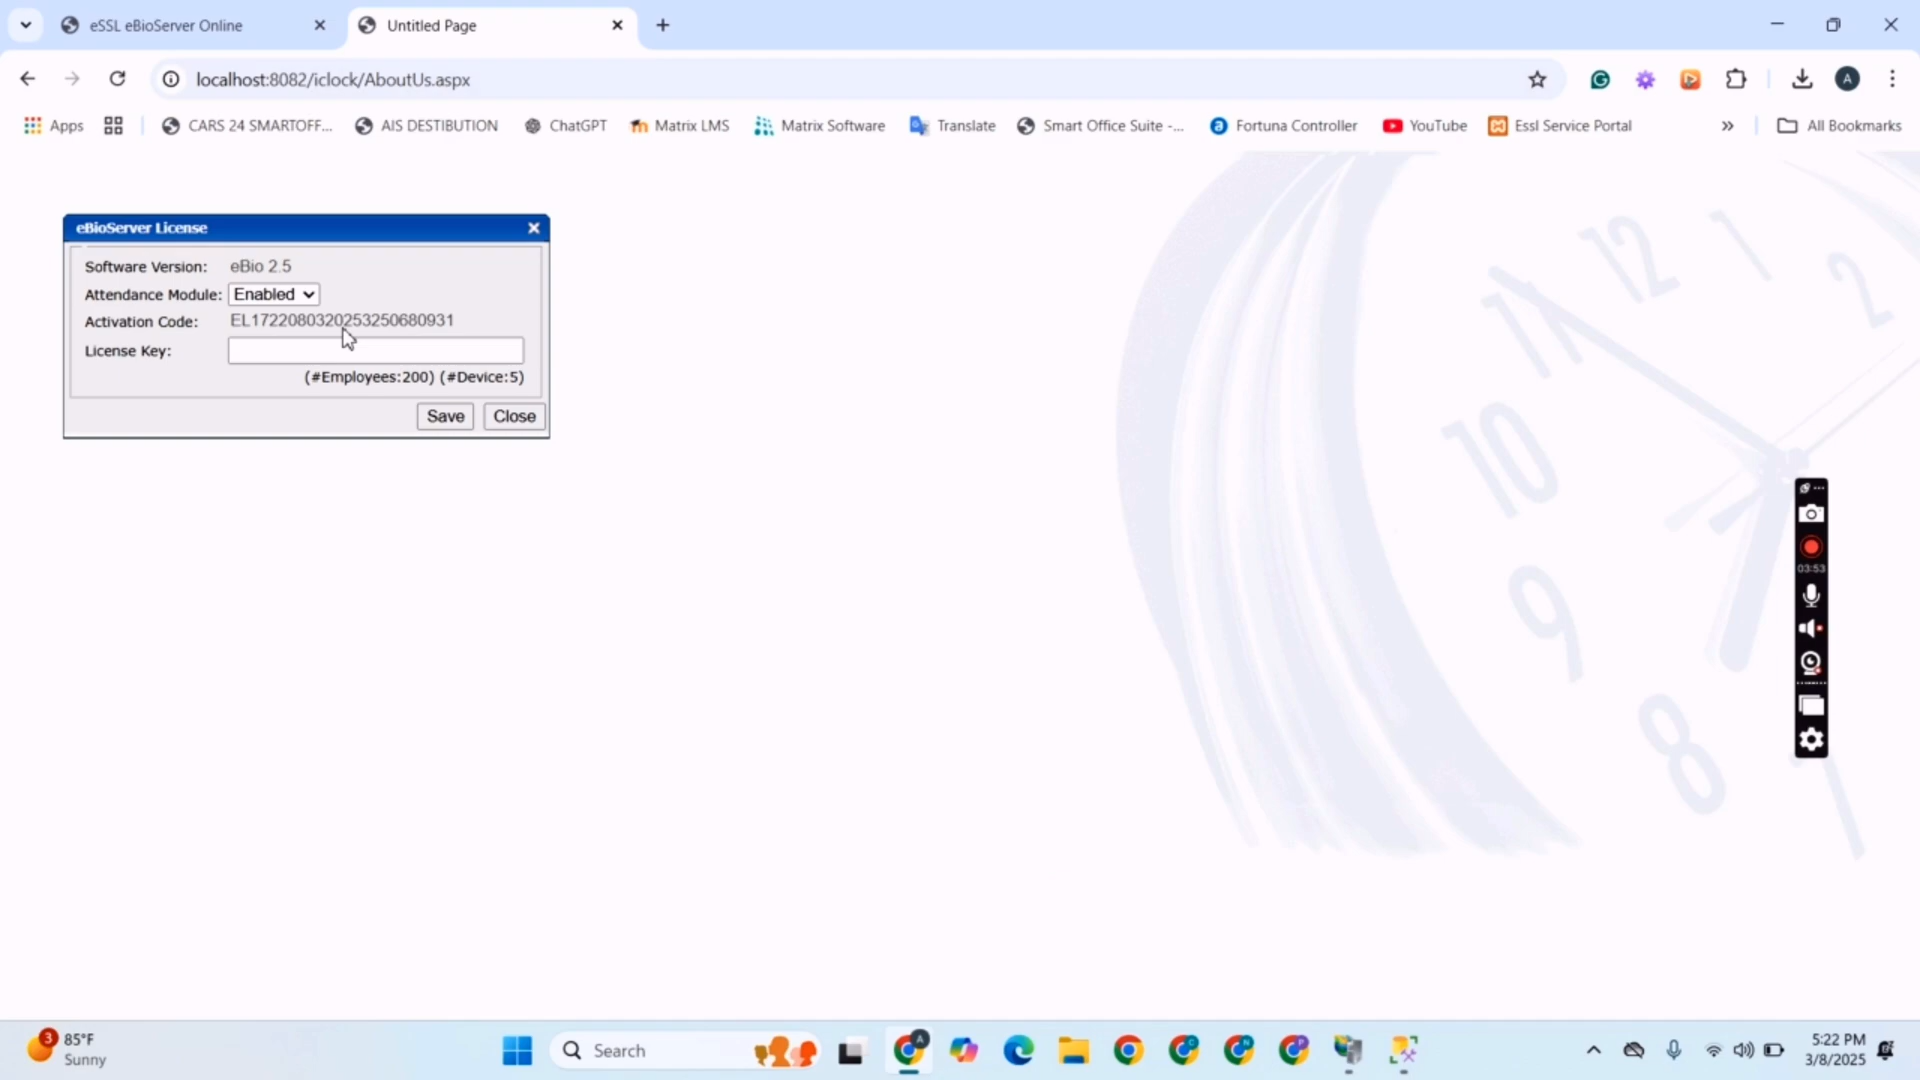 eSSL eBioServer Online
Untitled Page
localhost:8082/iclock/AboutUs.aspx
A
Apps
CARS 24 SMARTOFF...
AIS DESTIBUTION
ChatGPT
Matrix LMS
Matrix Software
Translate
Smart Office Suite -...
Fortuna Controller
YouTube
Essl Service Portal
All Bookmarks
eBioServer License
Software Version: eBio 2.5
Attendance Module: Enabled
Activation Code: EL1722080320253250680931
License Key:
(#Employees:200) (#Device:5)
Save Close
12 1 2
11
10
9
8
03:53
3
85°F
Sunny
Search
5:22 PM
3/8/2025